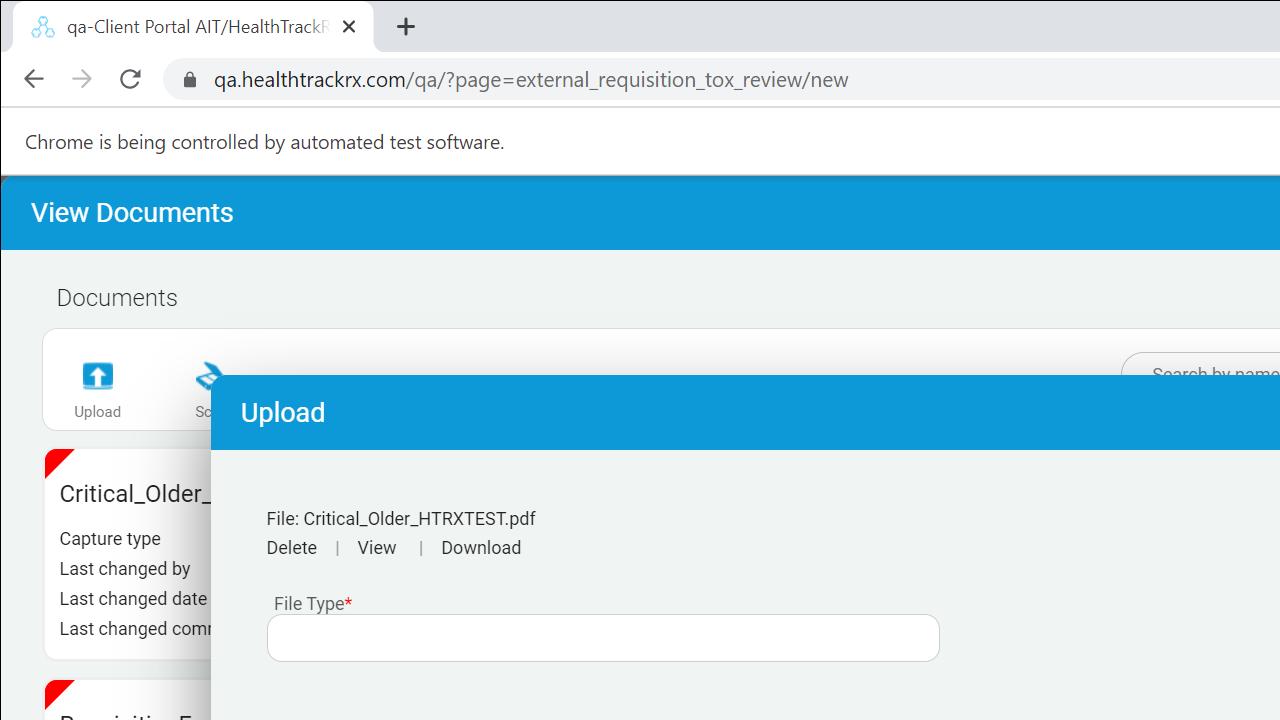 qa-Client Portal AIT/HealthTrackR
qa.healthtrackrx.com/qa/?page=external_requisition_tox_review/new
Chrome is being controlled by automated test software.
View Documents
Documents
Upload
Search by name
Upload
Critical_Older_
File: Critical_Older_HTRXTEST.pdf
Capture type
Delete | View | Download
Last changed by
Last changed date
File Type*
Last changed